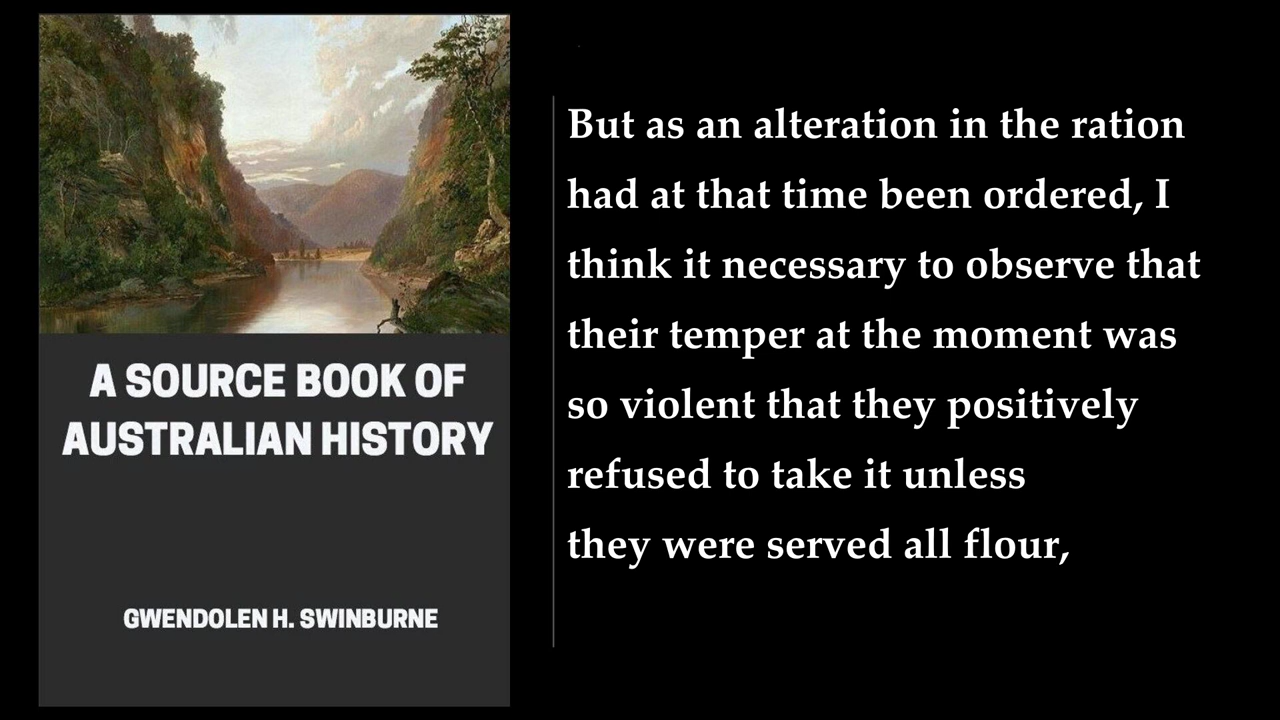 A SOURCE BOOK OF
AUSTRALIAN HISTORY
GWENDOLEN H. SWINBURNE
But as an alteration in the ration
had at that time been ordered, I
think it necessary to observe that
their temper at the moment was
so violent that they positively
refused to take it unless
they were served all flour,